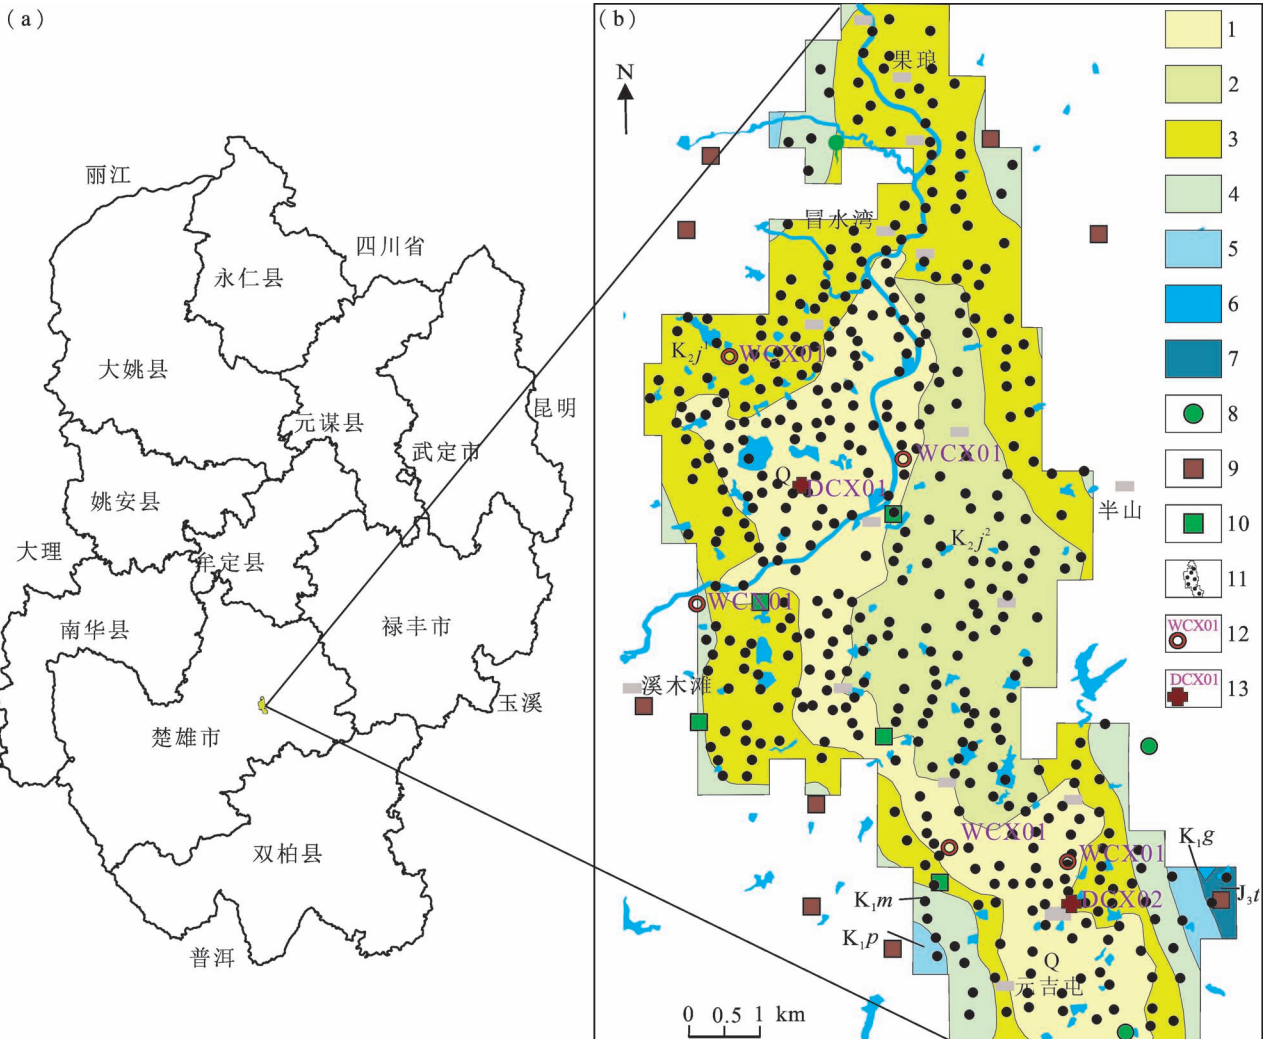 (a)
丽江
四川省
永仁县
大姚县
元谋县
昆明
武定市
姚安县
大理
牟定县
南华县
禄丰市
玉溪
楚雄市
双柏县
普洱
(b)
N
果琅
冒水湾
K₂j¹
WCX01
WCX01
Q
DCX01
半山
K₂j²
WCX01
溪木滩
WCX01
WCX01
K₁g
K₁m
DCX02
J₃t
K₁p
Q
元吉屯
0 0.5 1 km
1
2
3
4
5
6
7
8
9
10
11
WCX01
12
DCX01
13